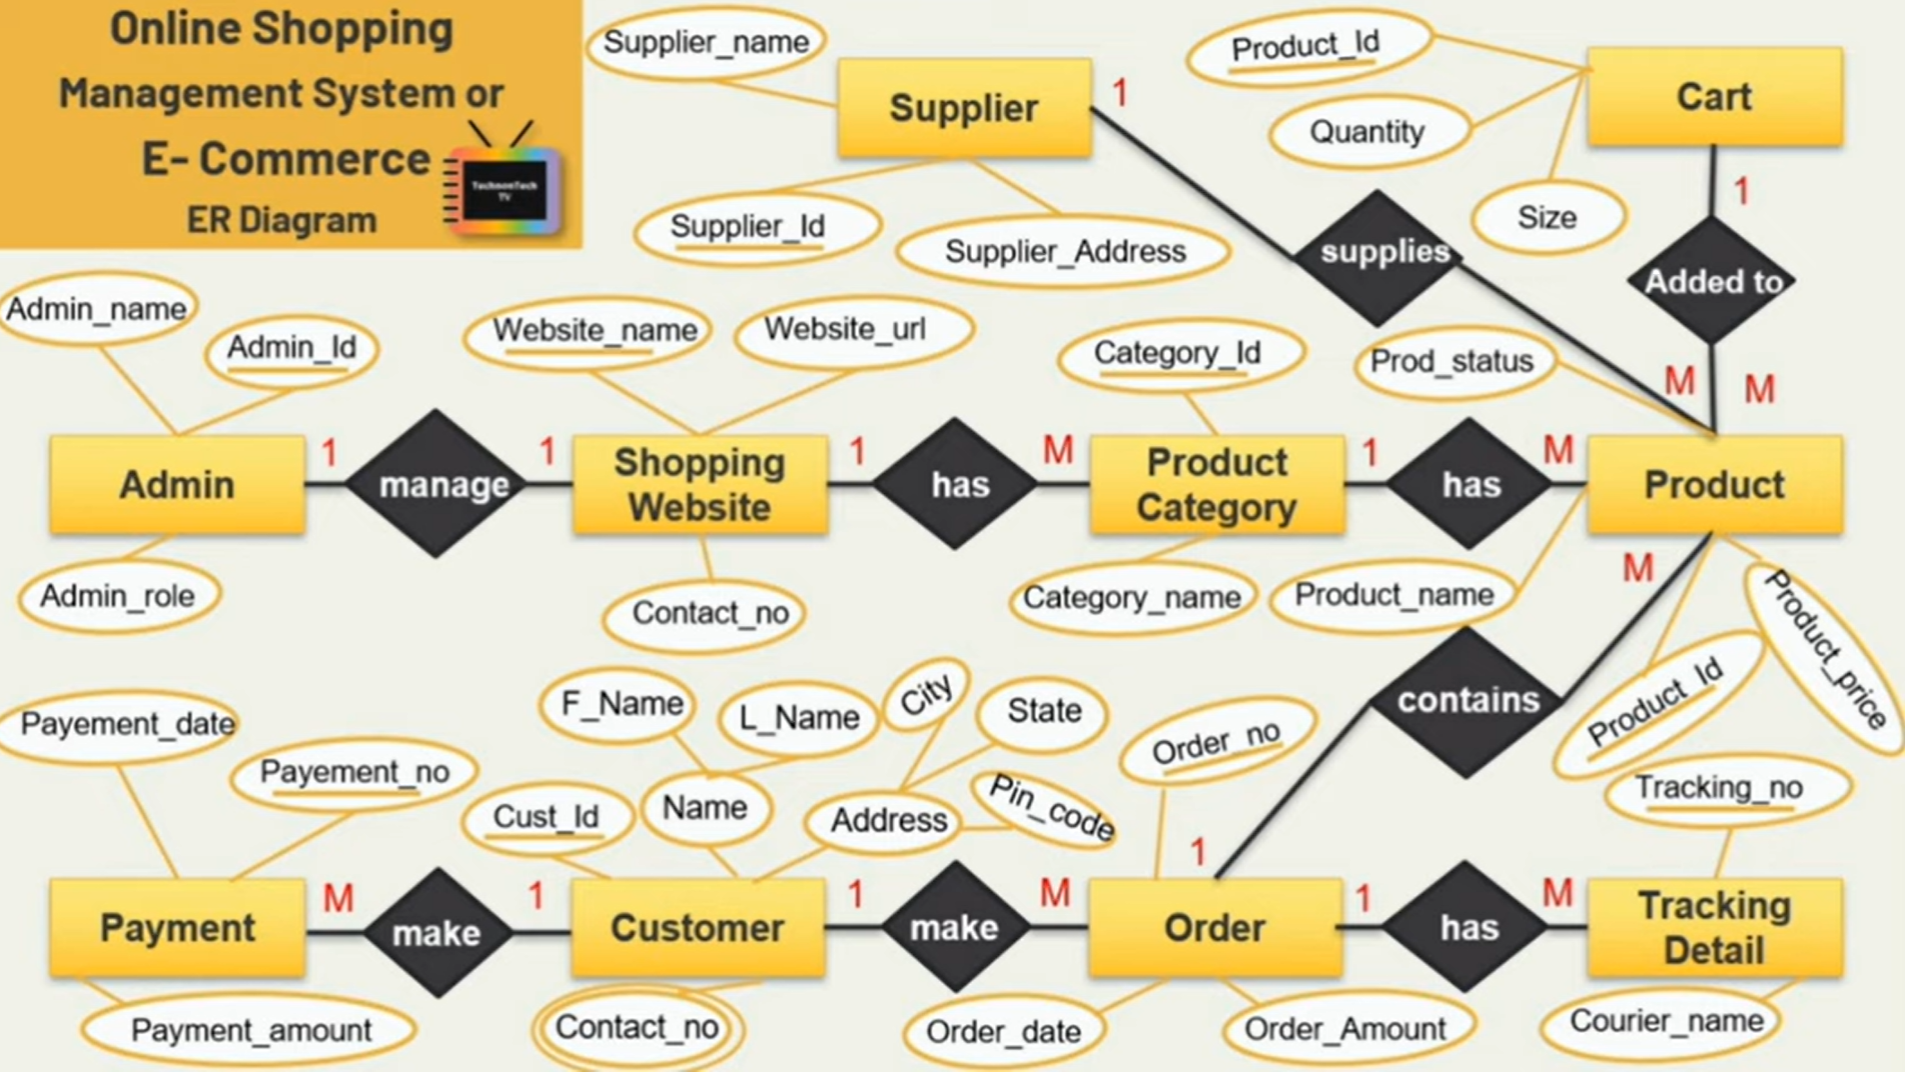 Online Shopping
Management System or
E- Commerce
ER Diagram
TechnonTech
TV
Supplier_name
Supplier
1
Supplier_Id
Supplier_Address
Product_Id
Quantity
Size
Cart
1
supplies
Added to
M
M
Admin_name
Admin_Id
Website_name
Website_url
Category_Id
Prod_status
Admin
1
manage
1
Shopping
Website
1
has
M
Product
Category
1
has
M
Product
Admin_role
Contact_no
Category_name
Product_name
M
Product_Id
Product_price
contains
Payement_date
Payement_no
F_Name
L_Name
City
State
Cust_Id
Name
Address
Pin_code
Order_no
1
Tracking_no
Payment
M
make
1
Customer
1
make
M
Order
1
has
M
Tracking
Detail
Payment_amount
Contact_no
Order_date
Order_Amount
Courier_name